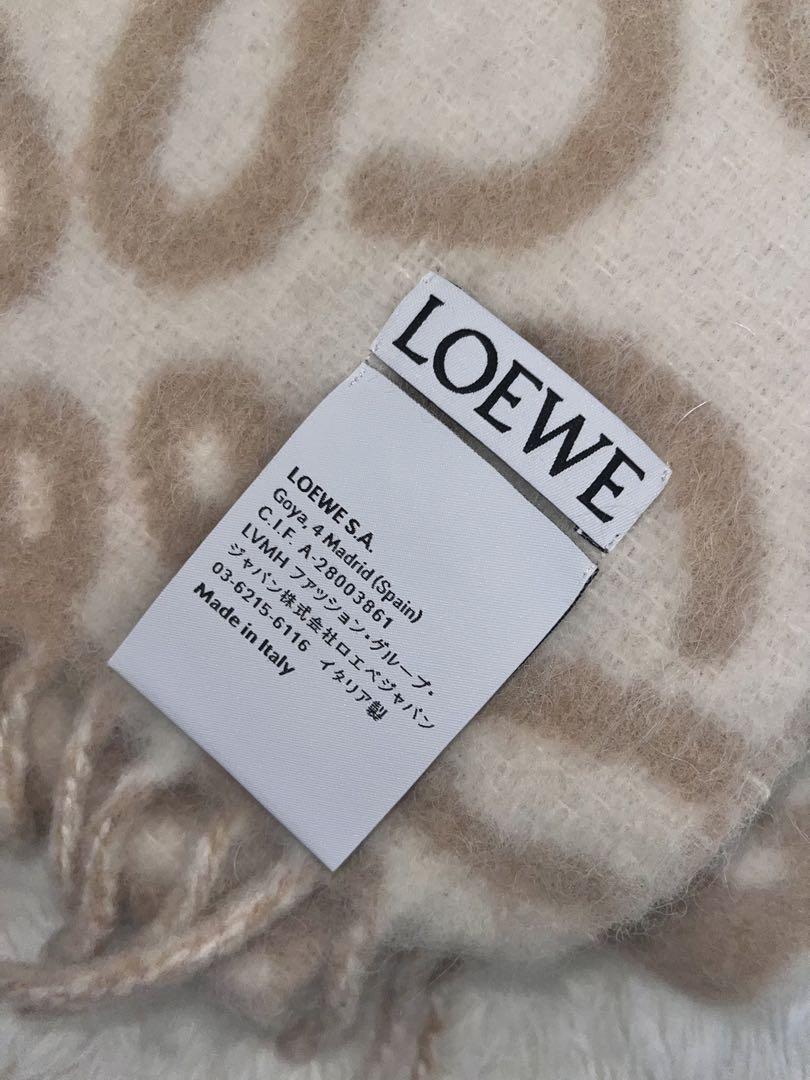 LOEWE
LOEWE S.A.
Goya, 4 Madrid (Spain)
C.I.F. A-28003861
LVMH ファッション・グループ・
ジャパン株式会社ロエベジャパン
03-6215-6116 イタリア製
Made in Italy